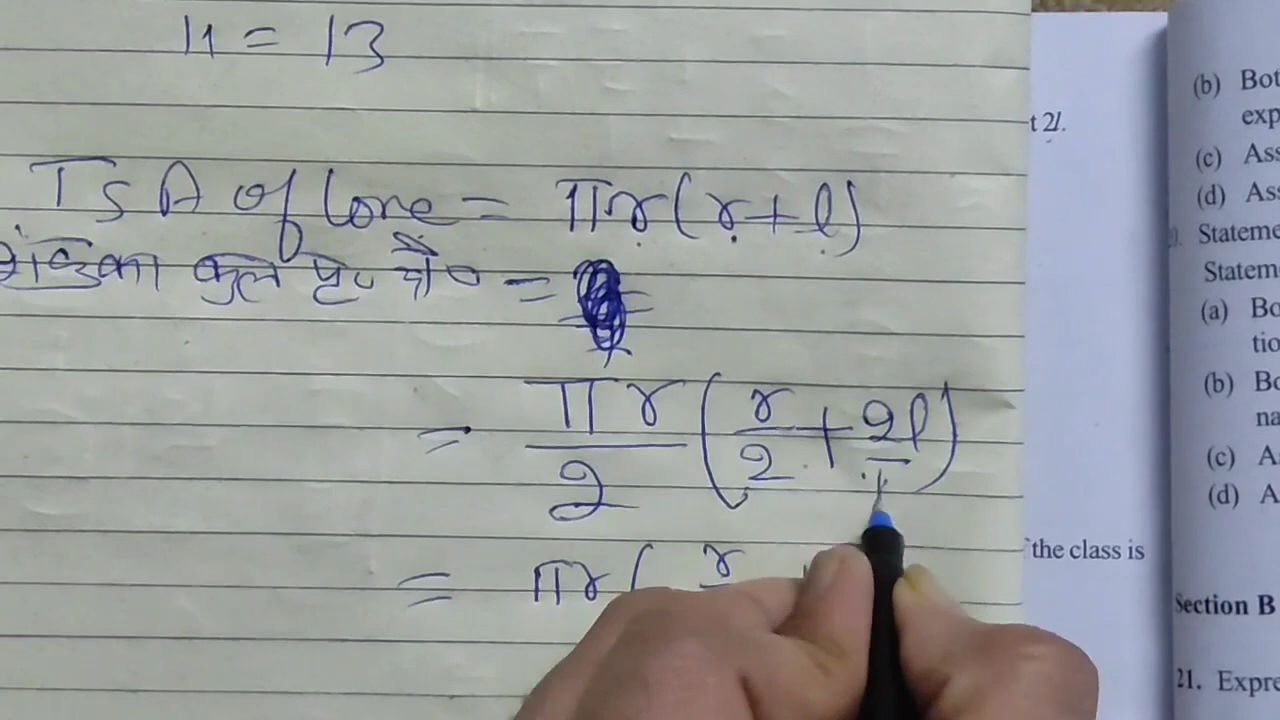 11 = 13
TSA of Cone = πr(r+l)
शंकु का कुल पृ० क्षे० =
= πr/2 (r/2 + 2l/1)
= πr( r
t 2l.
the class is
(b) Bot
exp
(c) Ass
(d) Ass
Stateme
Statem
(a) Bo
tio
(b) Bo
na
(c) A
(d) A
Section B
21. Expre